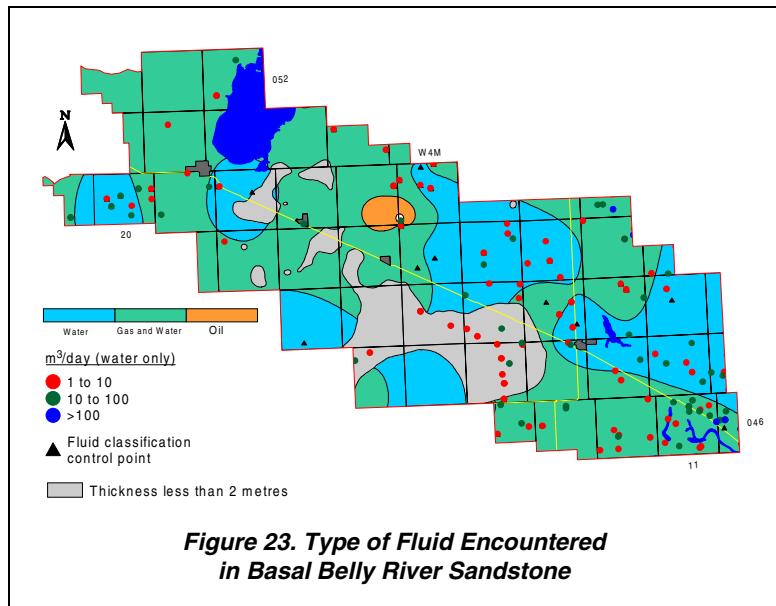 052
N
W4M
20
Water Gas and Water Oil
m³/day (water only)
1 to 10
10 to 100
>100
Fluid classification
control point
Thickness less than 2 metres
046
11
Figure 23. Type of Fluid Encountered
in Basal Belly River Sandstone